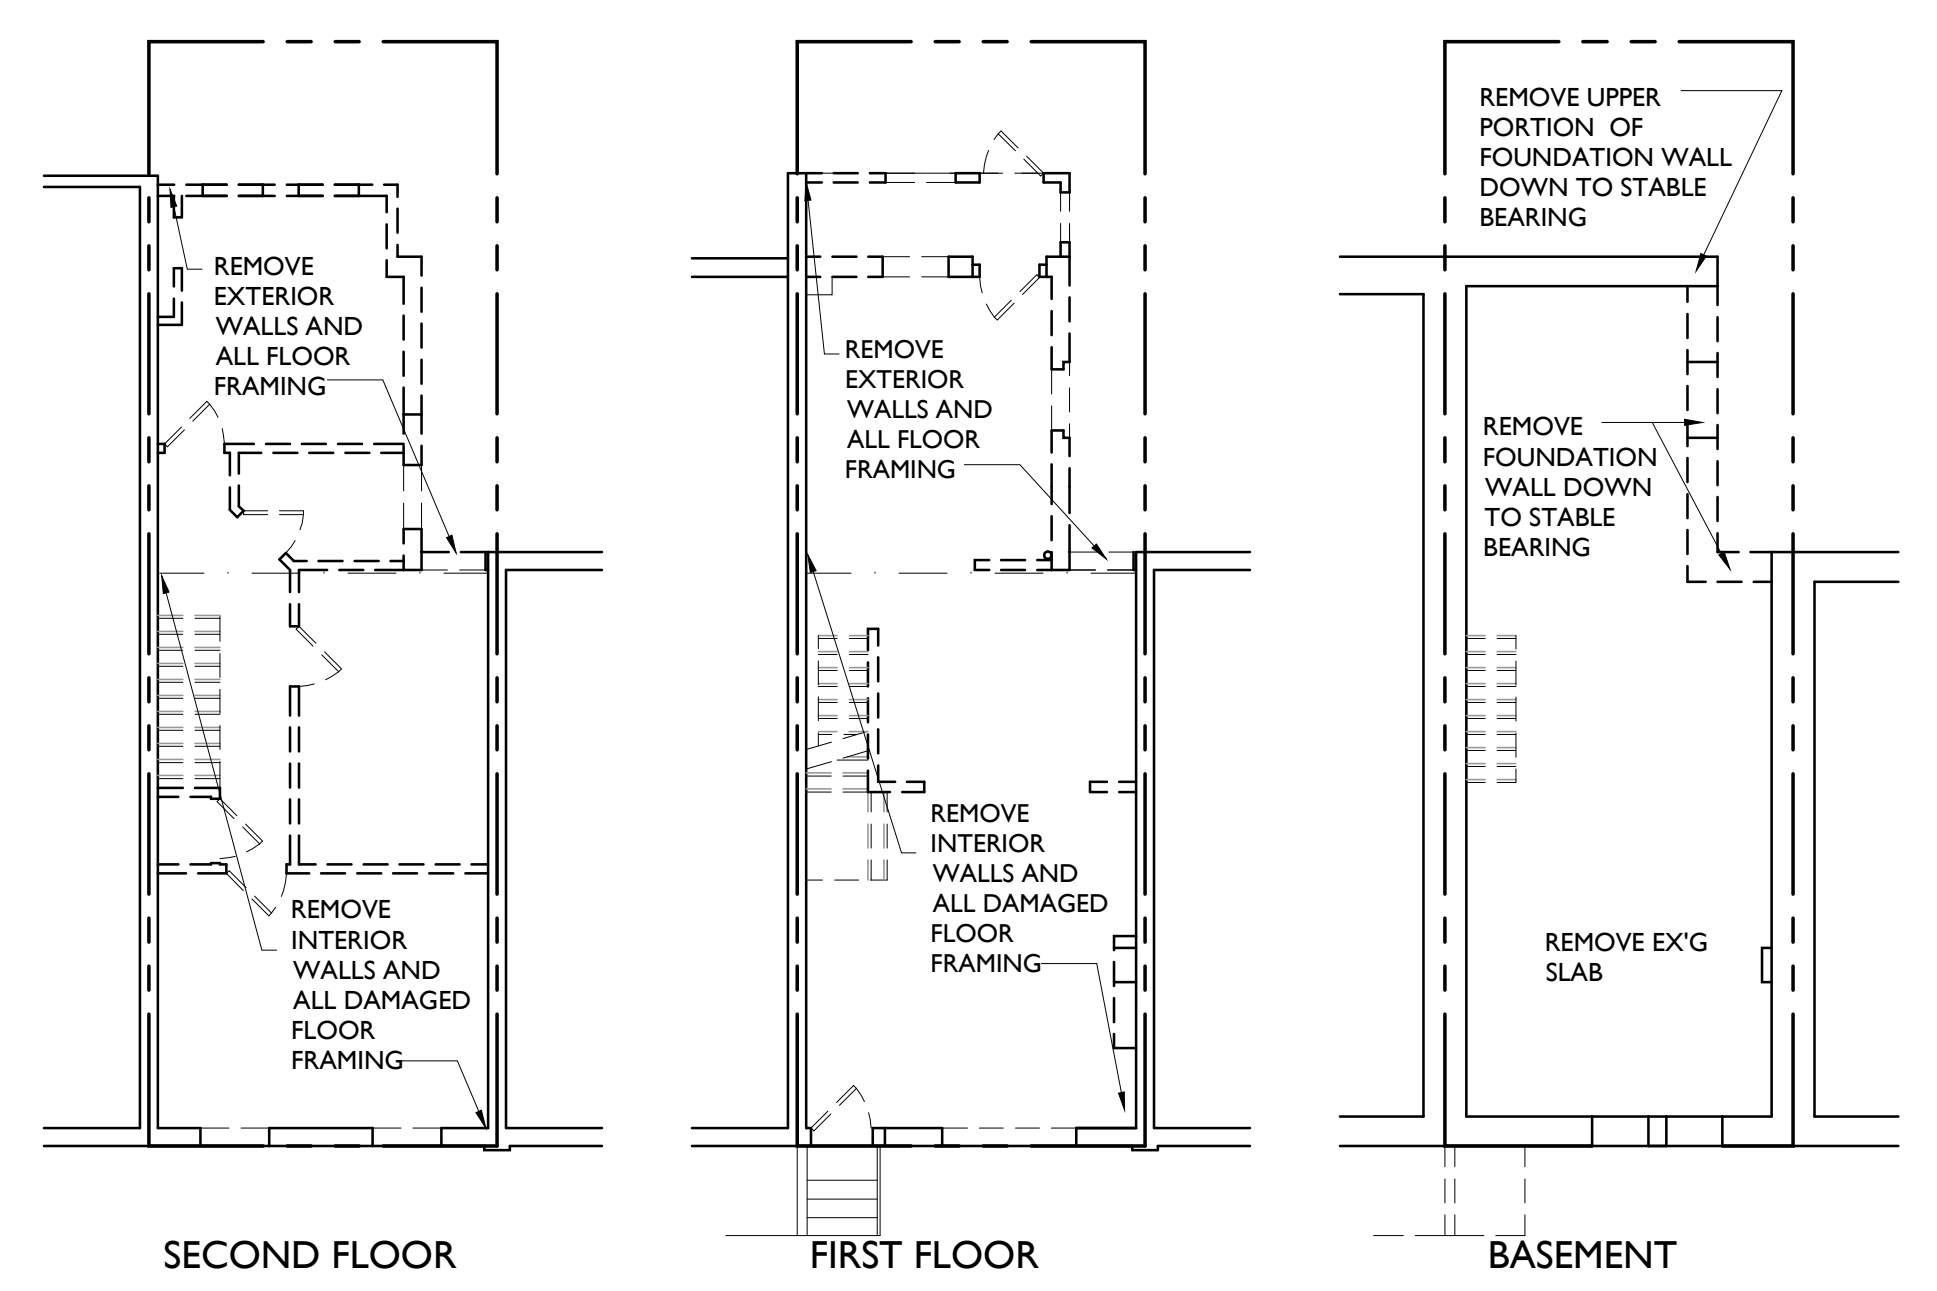 REMOVE
EXTERIOR
WALLS AND
ALL FLOOR
FRAMING
REMOVE
INTERIOR
WALLS AND
ALL DAMAGED
FLOOR
FRAMING
SECOND FLOOR
REMOVE
EXTERIOR
WALLS AND
ALL FLOOR
FRAMING
REMOVE
INTERIOR
WALLS AND
ALL DAMAGED
FLOOR
FRAMING
FIRST FLOOR
REMOVE UPPER
PORTION OF
FOUNDATION WALL
DOWN TO STABLE
BEARING
REMOVE
FOUNDATION
WALL DOWN
TO STABLE
BEARING
REMOVE EX'G
SLAB
BASEMENT